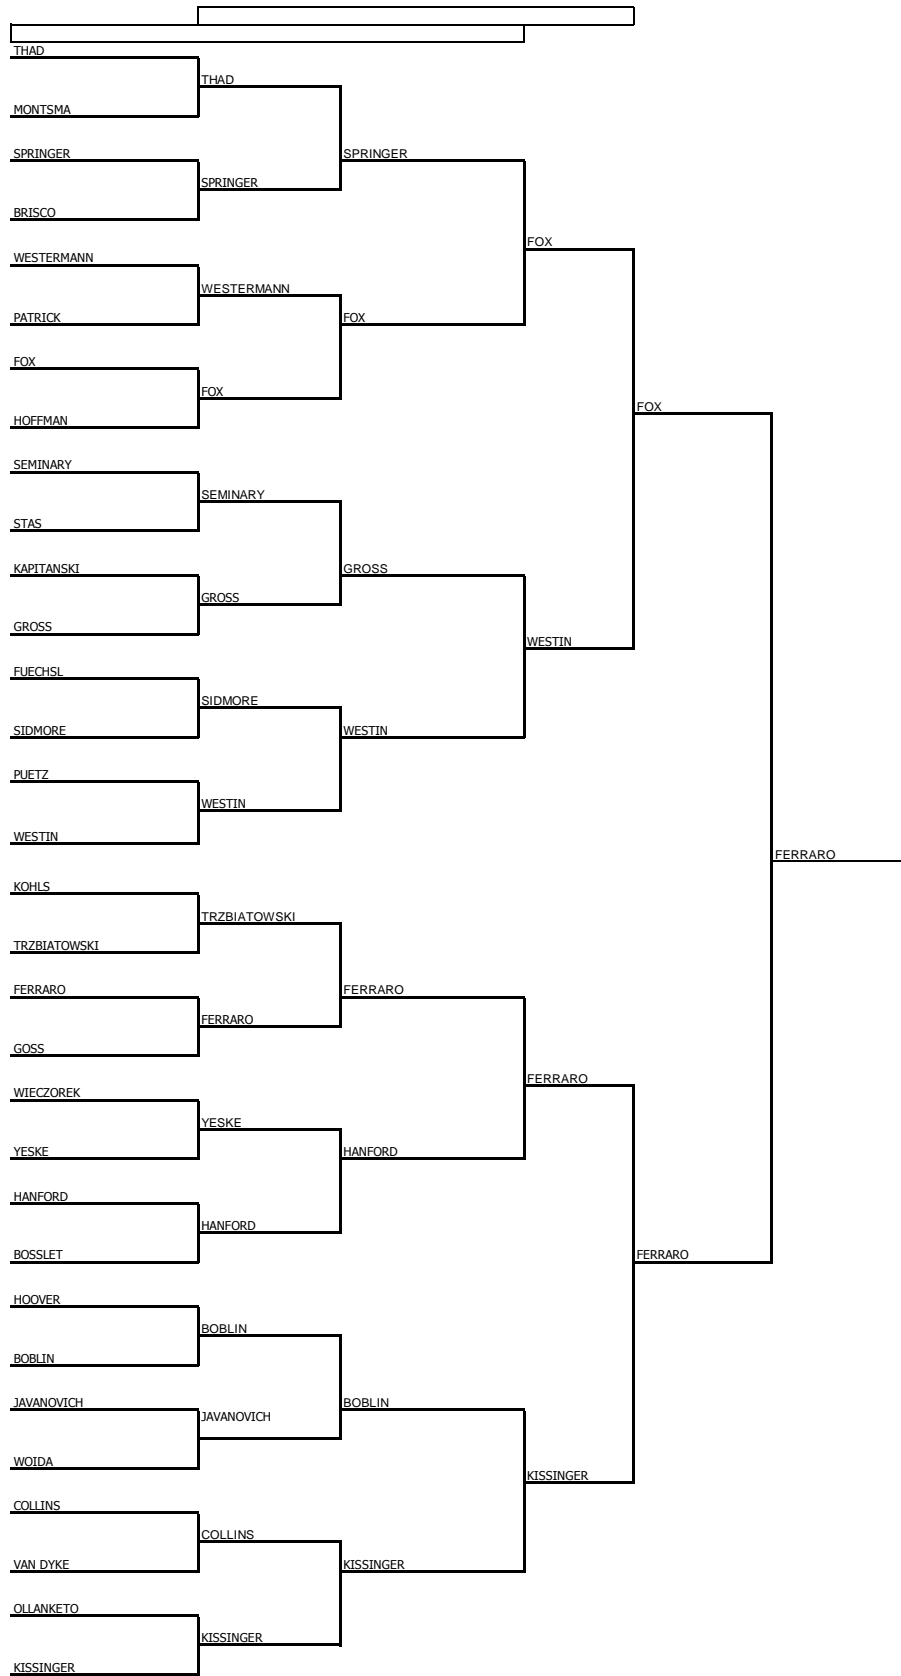 THAD
THAD
MONTSMA
SPRINGER
SPRINGER
SPRINGER
BRISCO
FOX
WESTERMANN
WESTERMANN
PATRICK
FOX
FOX
FOX
FOX
HOFFMAN
SEMINARY
SEMINARY
STAS
KAPITANSKI
GROSS
GROSS
GROSS
WESTIN
FUECHSL
SIDMORE
SIDMORE
WESTIN
PUETZ
WESTIN
WESTIN
FERRARO
KOHLS
TRZBIATOWSKI
TRZBIATOWSKI
FERRARO
FERRARO
FERRARO
GOSS
FERRARO
WIECZOREK
YESKE
YESKE
HANFORD
HANFORD
HANFORD
BOSSLET
FERRARO
HOOVER
BOBLIN
BOBLIN
JAVANOVICH
BOBLIN
JAVANOVICH
WOIDA
KISSINGER
COLLINS
COLLINS
VAN DYKE
KISSINGER
OLLANKETO
KISSINGER
KISSINGER